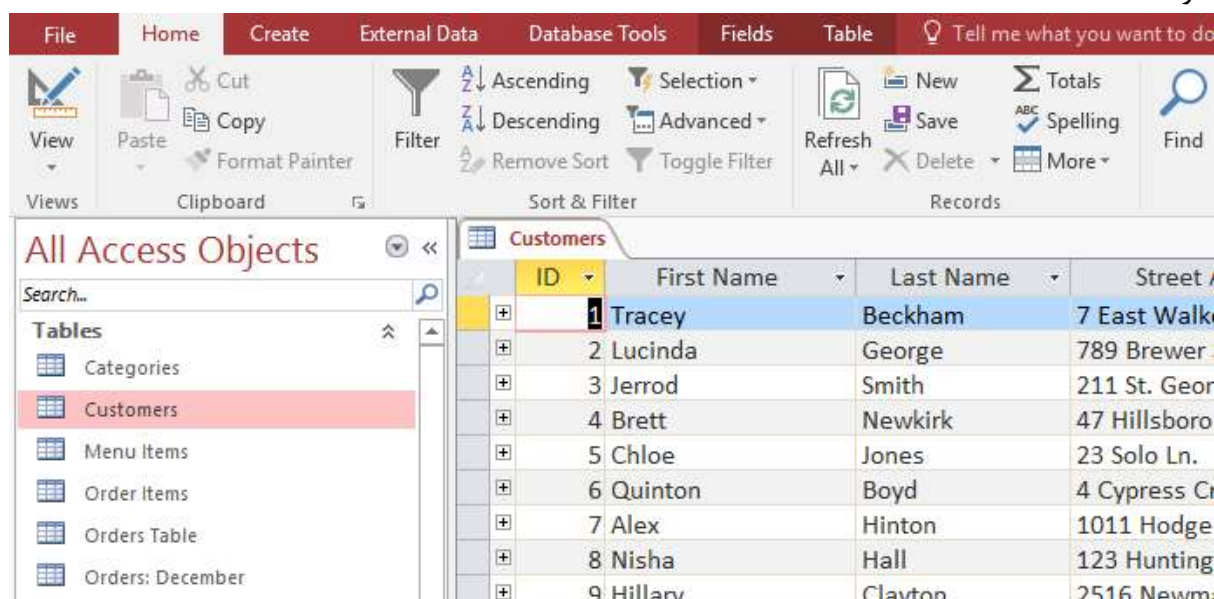 File Home Create External Data Database Tools Fields Table Tell me what you want to do
Cut
Copy
Format Painter
View
Paste
Filter
Ascending
Descending
Remove Sort
Selection
Advanced
Toggle Filter
Refresh
All
New
Save
Delete
Totals
Spelling
More
Find
Views Clipboard Sort & Filter Records
All Access Objects
Search...
Tables
Categories
Customers
Menu Items
Order Items
Orders Table
Orders: December
Customers
ID First Name Last Name Street
1 Tracey Beckham 7 East
2 Lucinda George 789 Brewer
3 Jerrod Smith 211 St.
4 Brett Newkirk 47
5 Chloe Jones 23 Solo Ln.
6 Quinton Boyd 4 Cypress
7 Alex Hinton 1011 Hodge
8 Nisha Hall 123
9 Hillary Clayton 2516